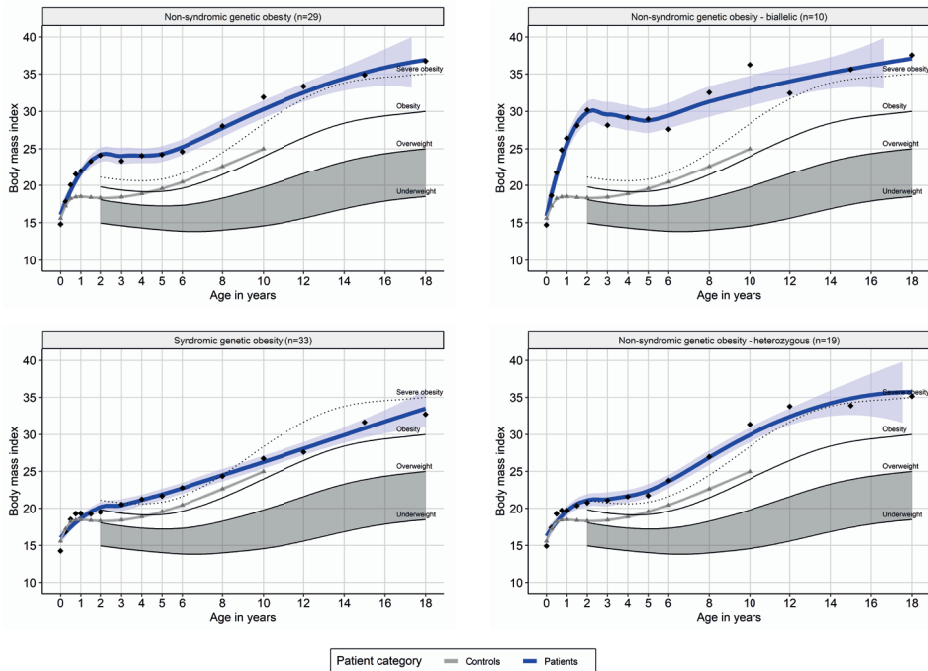 Non-syndromic genetic obesty (n=29)
40
35
30
25
20
15
10
Body mass index
Severe obesity
Obesity
Overweight
Underweight
0 1 2 3 4 5 6 8 10 12 14 16 18
Age in years
Non-syndromic genetic obesiy - biallelic (n=10)
40
35
30
25
20
15
10
Body mass index
Severe obesity
Obesity
Overweight
Underweight
0 1 2 3 4 5 6 8 10 12 14 16 18
Age in years
Syrdromic genetic obesity(n=33)
40
35
30
25
20
15
10
Body mass index
Severe obesity
Obesity
Overweight
Underweight
0 1 2 3 4 5 6 8 10 12 14 16 18
Age in years
Non-syndromic genetic obesity -heterozygous (n=19)
40
35
30
25
20
15
10
Body mass index
Severe obesity
Obesity
Overweight
Underweight
0 1 2 3 4 5 6 8 10 12 14 16 18
Age in years
Patient category Controls Patients